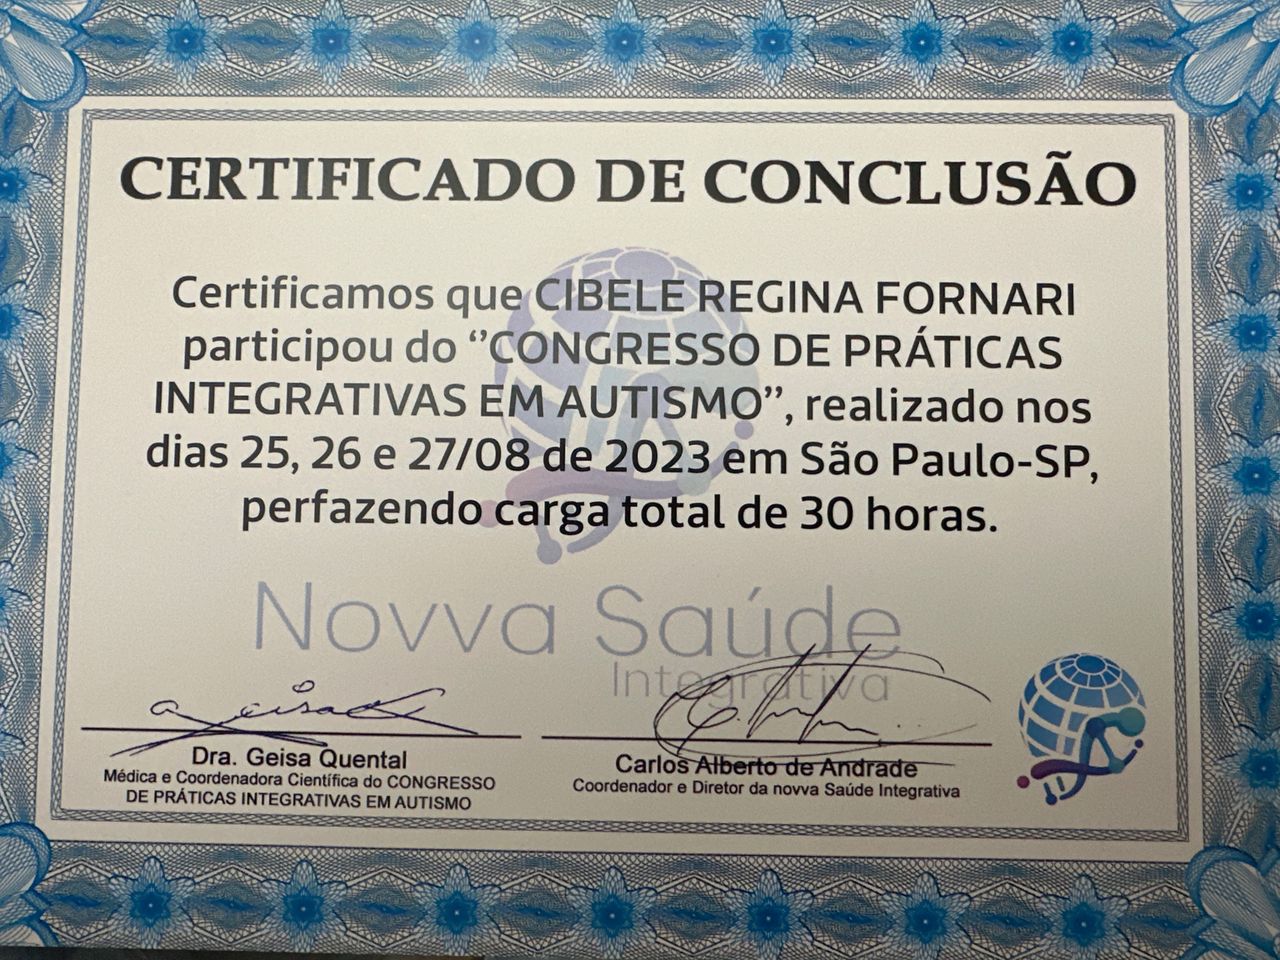 CERTIFICADO DE CONCLUSÃO
Certificamos que CIBELE REGINA FORNARI
participou do ‘’CONGRESSO DE PRÁTICAS
INTEGRATIVAS EM AUTISMO’’, realizado nos
dias 25, 26 e 27/08 de 2023 em São Paulo-SP,
perfazendo carga total de 30 horas.
Novva Saúde
Integrativa
Dra. Geisa Quental
Médica e Coordenadora Científica do CONGRESSO
DE PRÁTICAS INTEGRATIVAS EM AUTISMO
Carlos Alberto de Andrade
Coordenador e Diretor da novva Saúde Integrativa